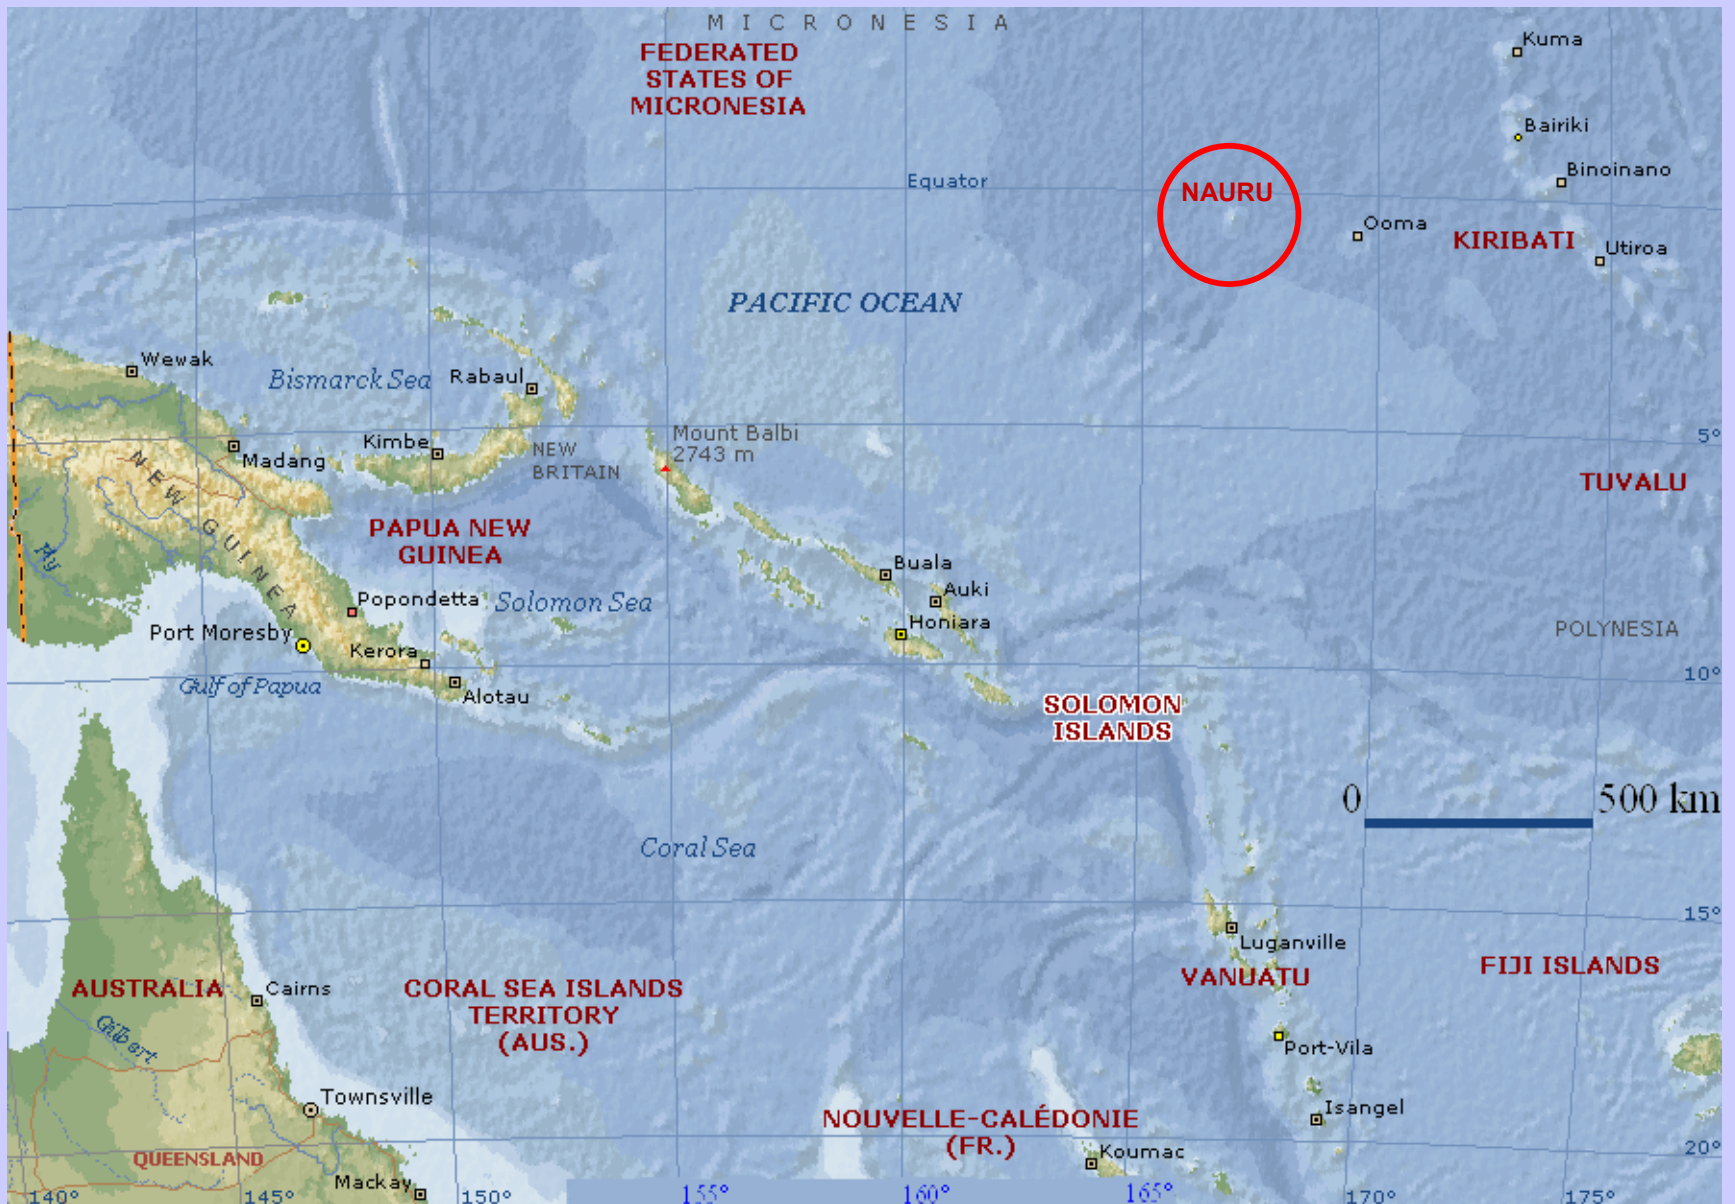 MICRONESIA
FEDERATED
STATES OF
MICRONESIA
Kuma
Bairiki
Binoinano
Equator
NAURU
Ooma
KIRIBATI
Utiroa
PACIFIC OCEAN
Wewak
Bismarck Sea
Rabaul
Kimbe
Madang
NEW
BRITAIN
Mount Balbi
2743 m
5°
TUVALU
NEW GUINEA
PAPUA NEW
GUINEA
Fly
Popondetta
Solomon Sea
Buala
Auki
Honiara
Port Moresby
Kerora
POLYNESIA
Gulf of Papua
Alotau
10°
SOLOMON
ISLANDS
0
500 km
Coral Sea
15°
Luganville
VANUATU
FIJI ISLANDS
AUSTRALIA
Cairns
CORAL SEA ISLANDS
TERRITORY
(AUS.)
Gilbert
Port-Vila
Townsville
Isangel
NOUVELLE-CALÉDONIE
(FR.)
Koumac
20°
QUEENSLAND
Mackay
140°
145°
150°
155°
160°
165°
170°
175°